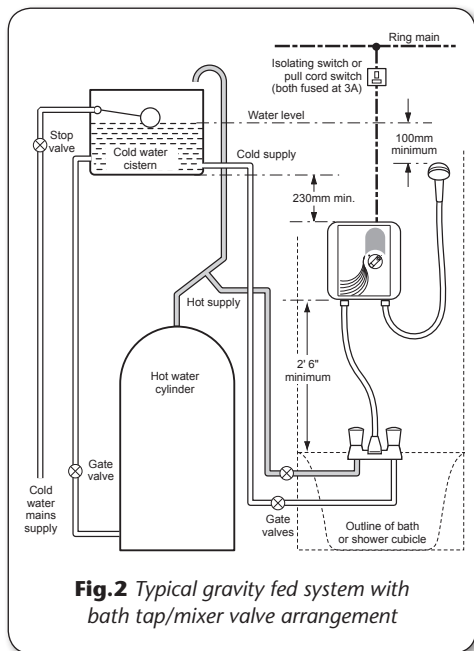 Ring main
Isolating switch or
pull cord switch
(both fused at 3A)
Water level
100mm
minimum
Stop
valve
Cold water
cistern
Cold supply
230mm min.
Hot supply
2' 6"
minimum
Hot water
cylinder
Gate
valve
Cold
water
mains
supply
Gate
valves
Outline of bath
or shower cubicle
Fig.2 Typical gravity fed system with
bath tap/mixer valve arrangement